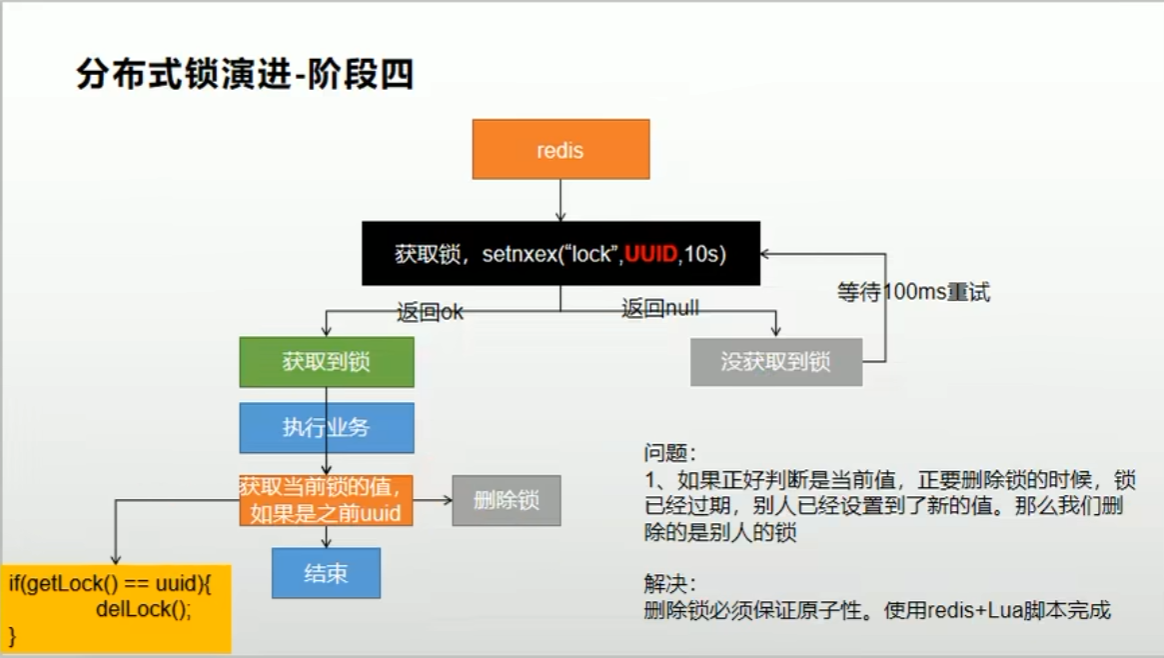 分布式锁演进-阶段四
redis
获取锁，setnxex(“lock”,UUID,10s)
等待100ms重试
返回ok
返回null
获取到锁
没获取到锁
执行业务
获取当前锁的值，
如果是之前uuid
删除锁
结束
if(getLock() == uuid){
delLock();
}
问题：
1、如果正好判断是当前值，正要删除锁的时候，锁
已经过期，别人已经设置到了新的值。那么我们删
除的是别人的锁
解决：
删除锁必须保证原子性。使用redis+Lua脚本完成